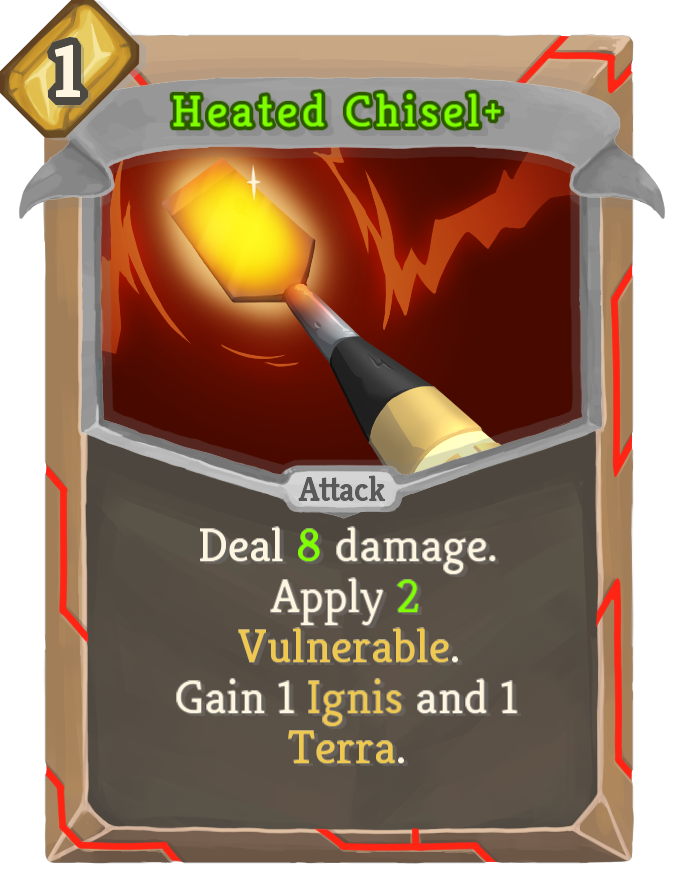 1
Heated Chisel+
Attack
Deal 8 damage.
Apply 2
Vulnerable.
Gain 1 Ignis and 1
Terra.